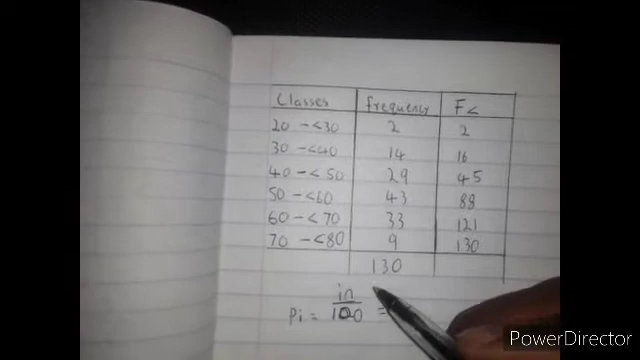 Classes frequency F<
20 -<30 2 2
30 -<40 14 16
40 -<50 29 45
50 -<60 43 88
60 -<70 33 121
70 -<80 9 130
130
Pi = in/100 =
PowerDirector